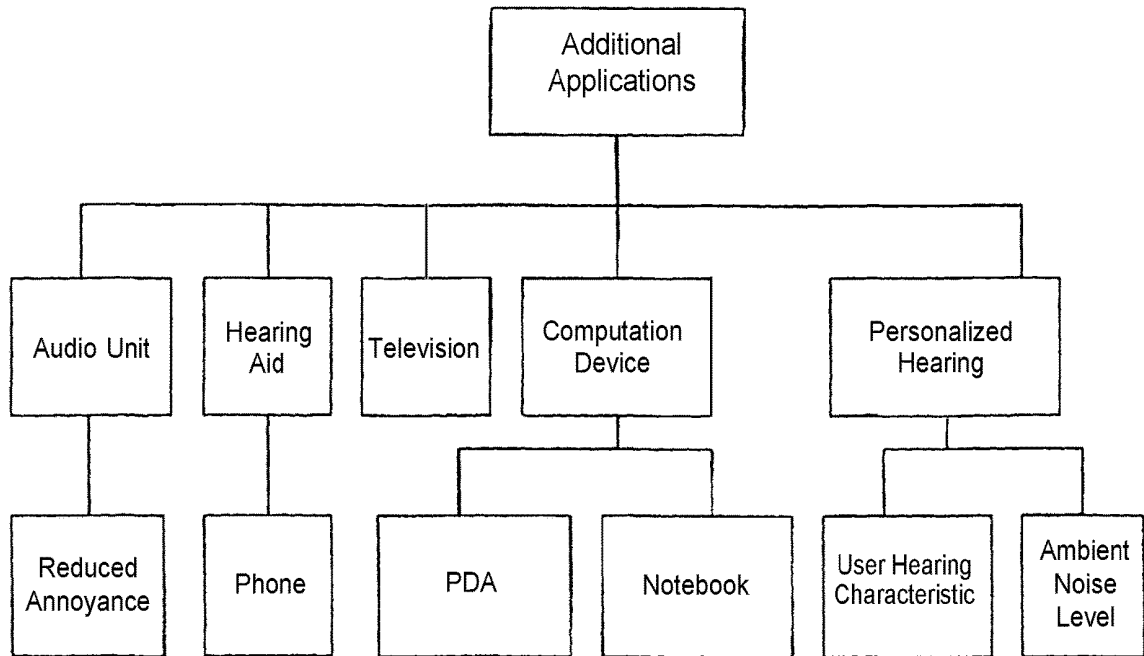 Additional
Applications
Audio Unit
Hearing
Aid
Television
Computation
Device
Personalized
Hearing
Reduced
Annoyance
Phone
PDA
Notebook
User Hearing
Characteristic
Ambient
Noise
Level